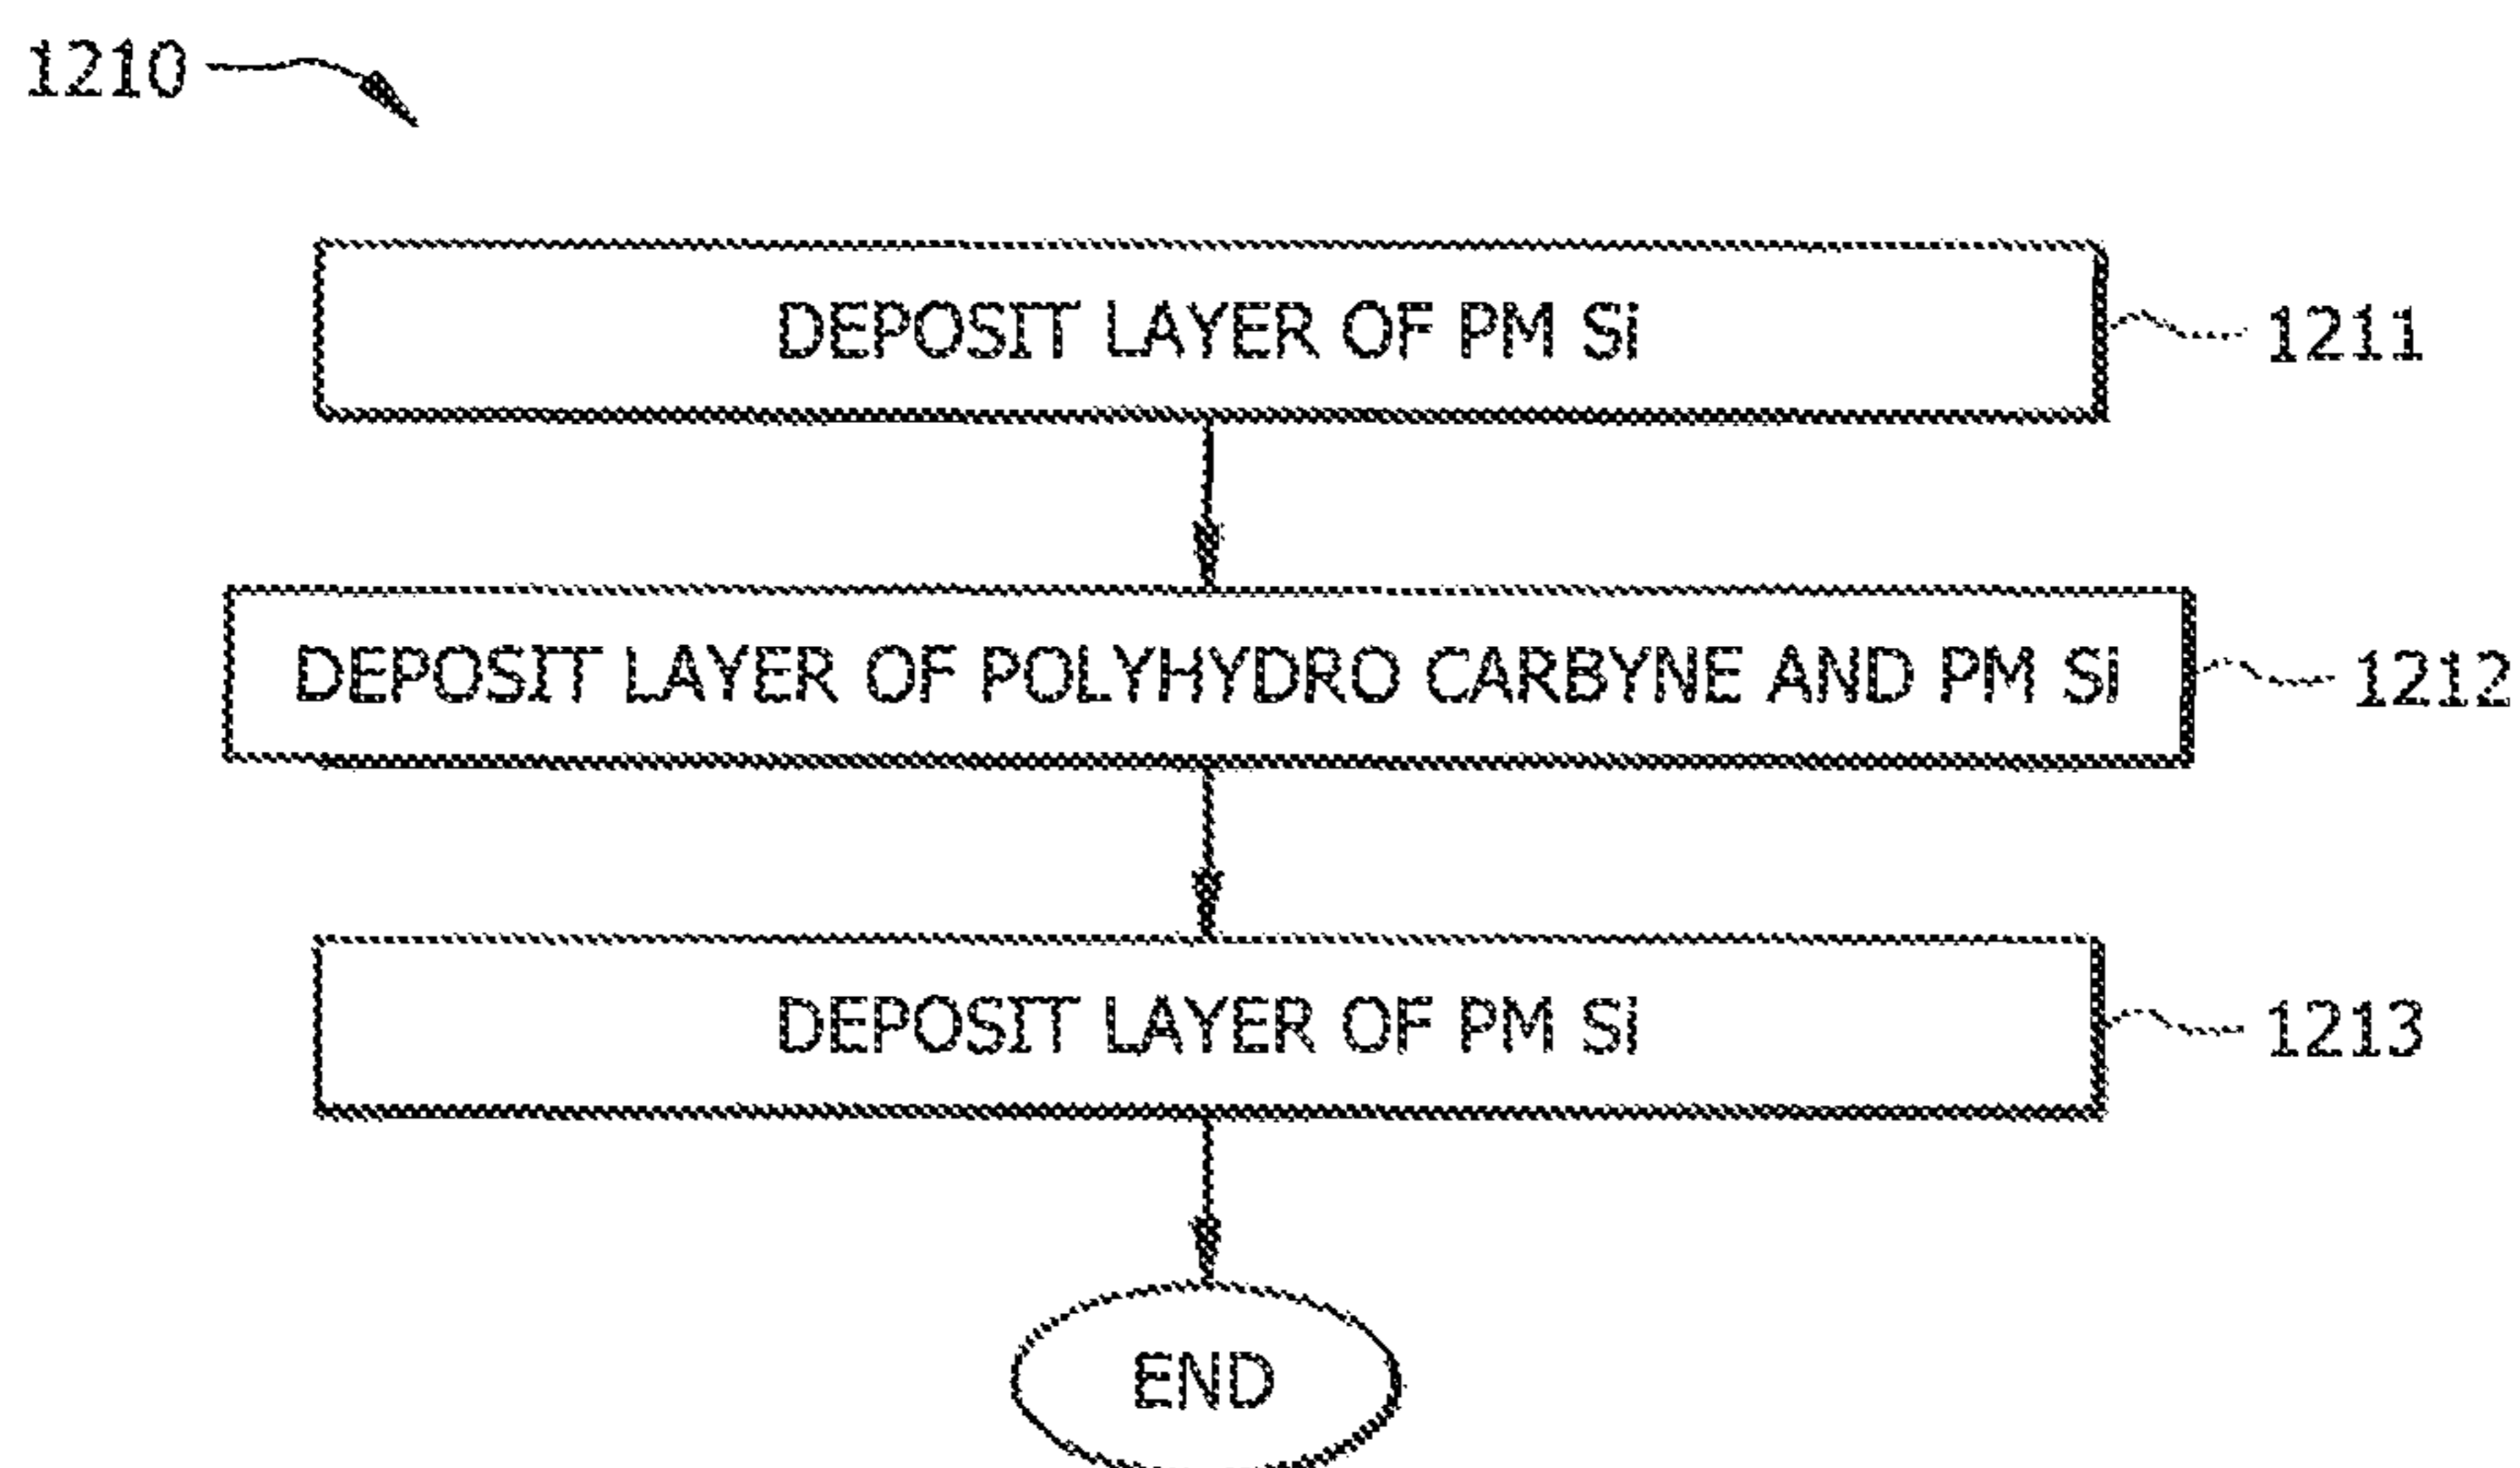 1210
DEPOSIT LAYER OF PM Si
1211
DEPOSIT LAYER OF POLYHYDRO CARBYNE AND PM Si
1212
DEPOSIT LAYER OF PM Si
1213
END